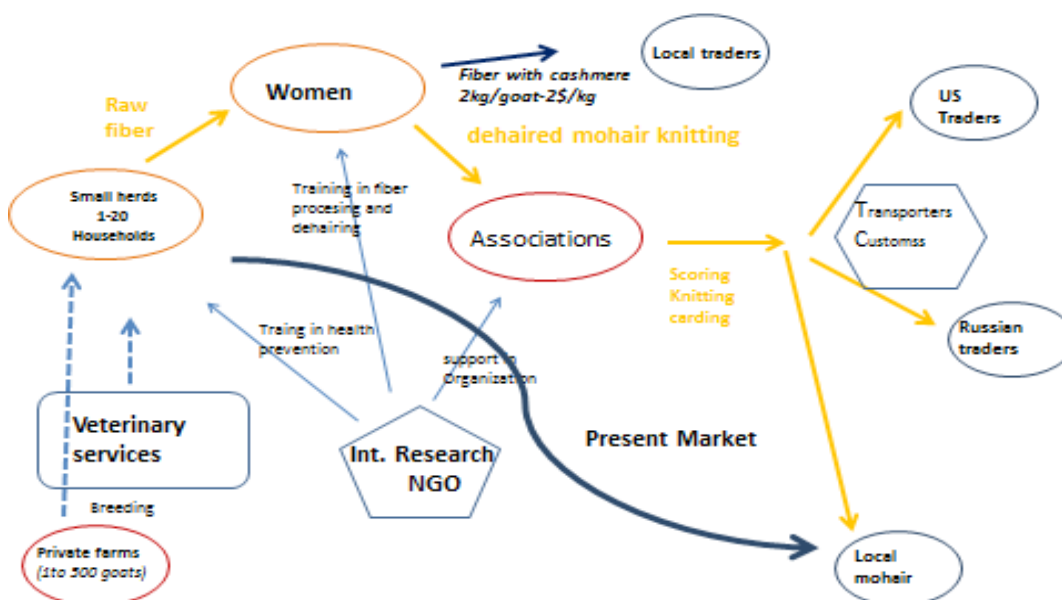 Local traders
Women
Fiber with cashmere
2kg/goat-2$/kg
US
Traders
Raw
fiber
dehaired mohair knitting
Small herds
1-20
Households
Training in fiber
procesing and
dehairing
Associations
Transporters
Customss
Scoring
Knitting
carding
Traing in health
prevention
support in
Organization
Russian
traders
Veterinary
services
Int. Research
NGO
Present Market
Breeding
Private farms
(1to 500 goats)
Local
mohair